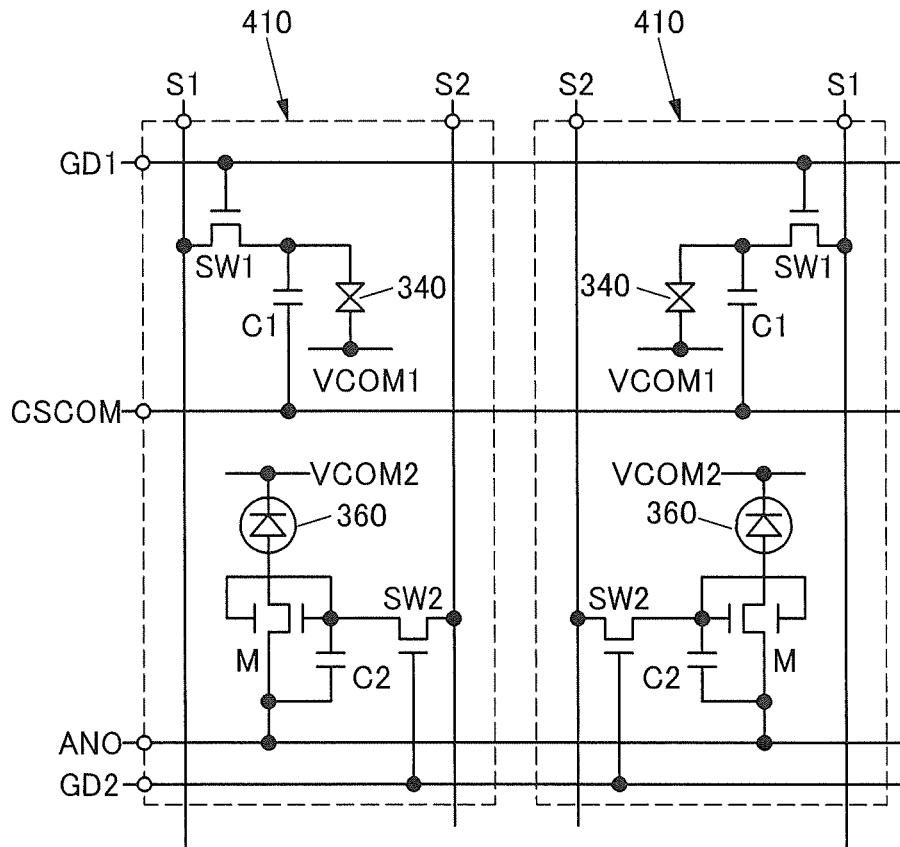 410 410
S1 S2 S2 S1
GD1
SW1 SW1
340 340
C1 C1
VCOM1 VCOM1
CSCOM
VCOM2 VCOM2
360 360
SW2 SW2
M C2 C2 M
ANO
GD2